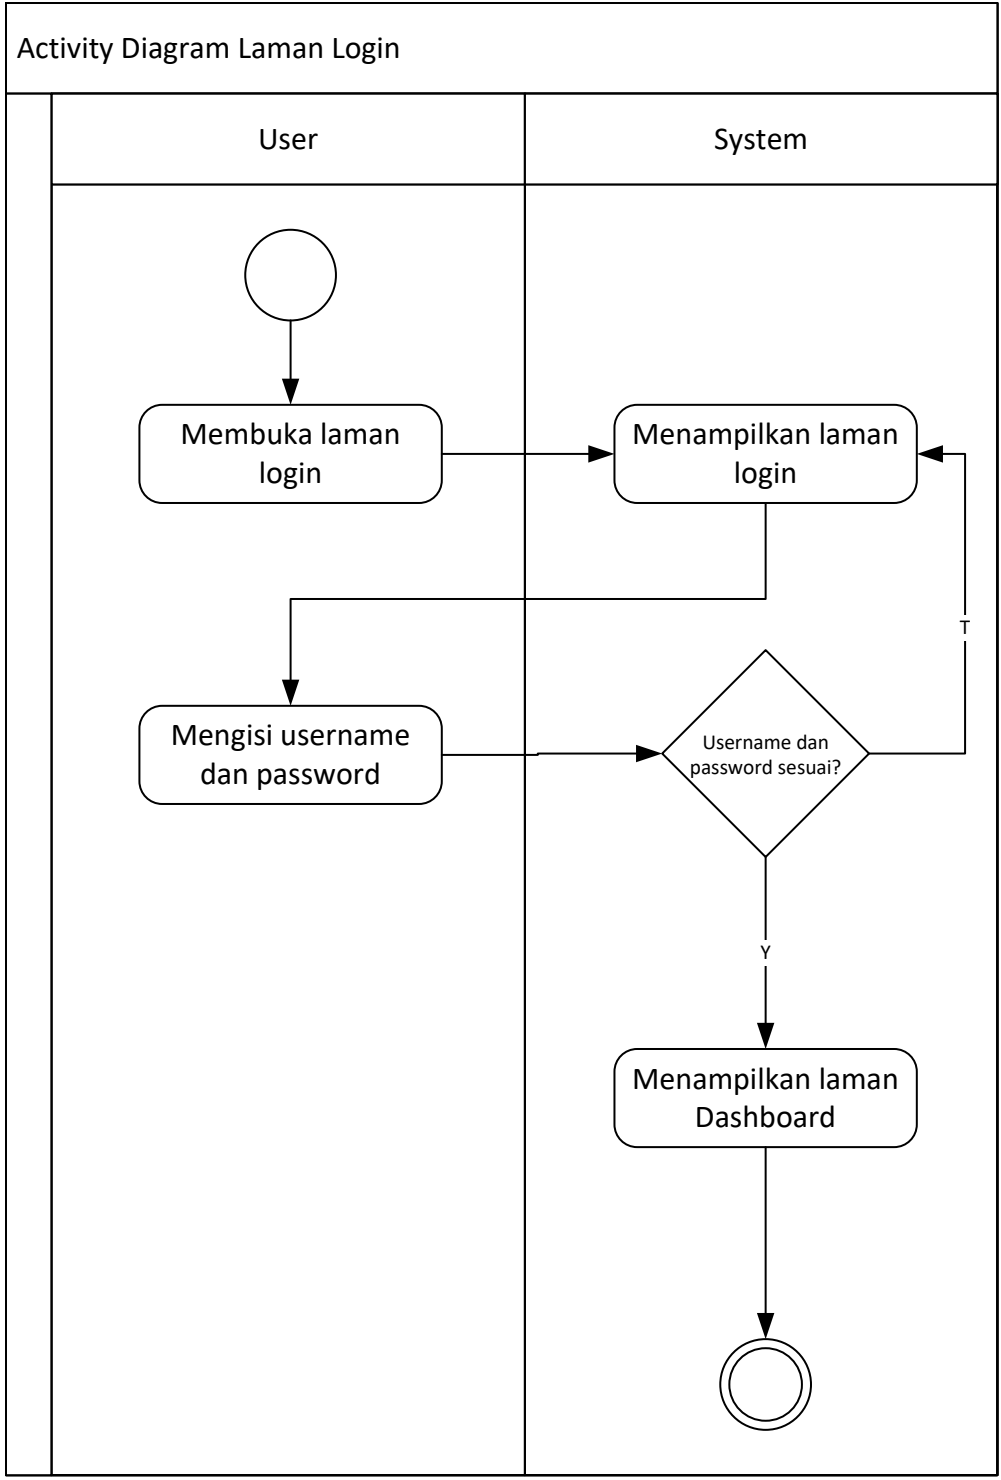 Activity Diagram Laman Login
User
System
Membuka laman
login
Menampilkan laman
login
T
Mengisi username
dan password
Username dan
password sesuai?
Y
Menampilkan laman
Dashboard